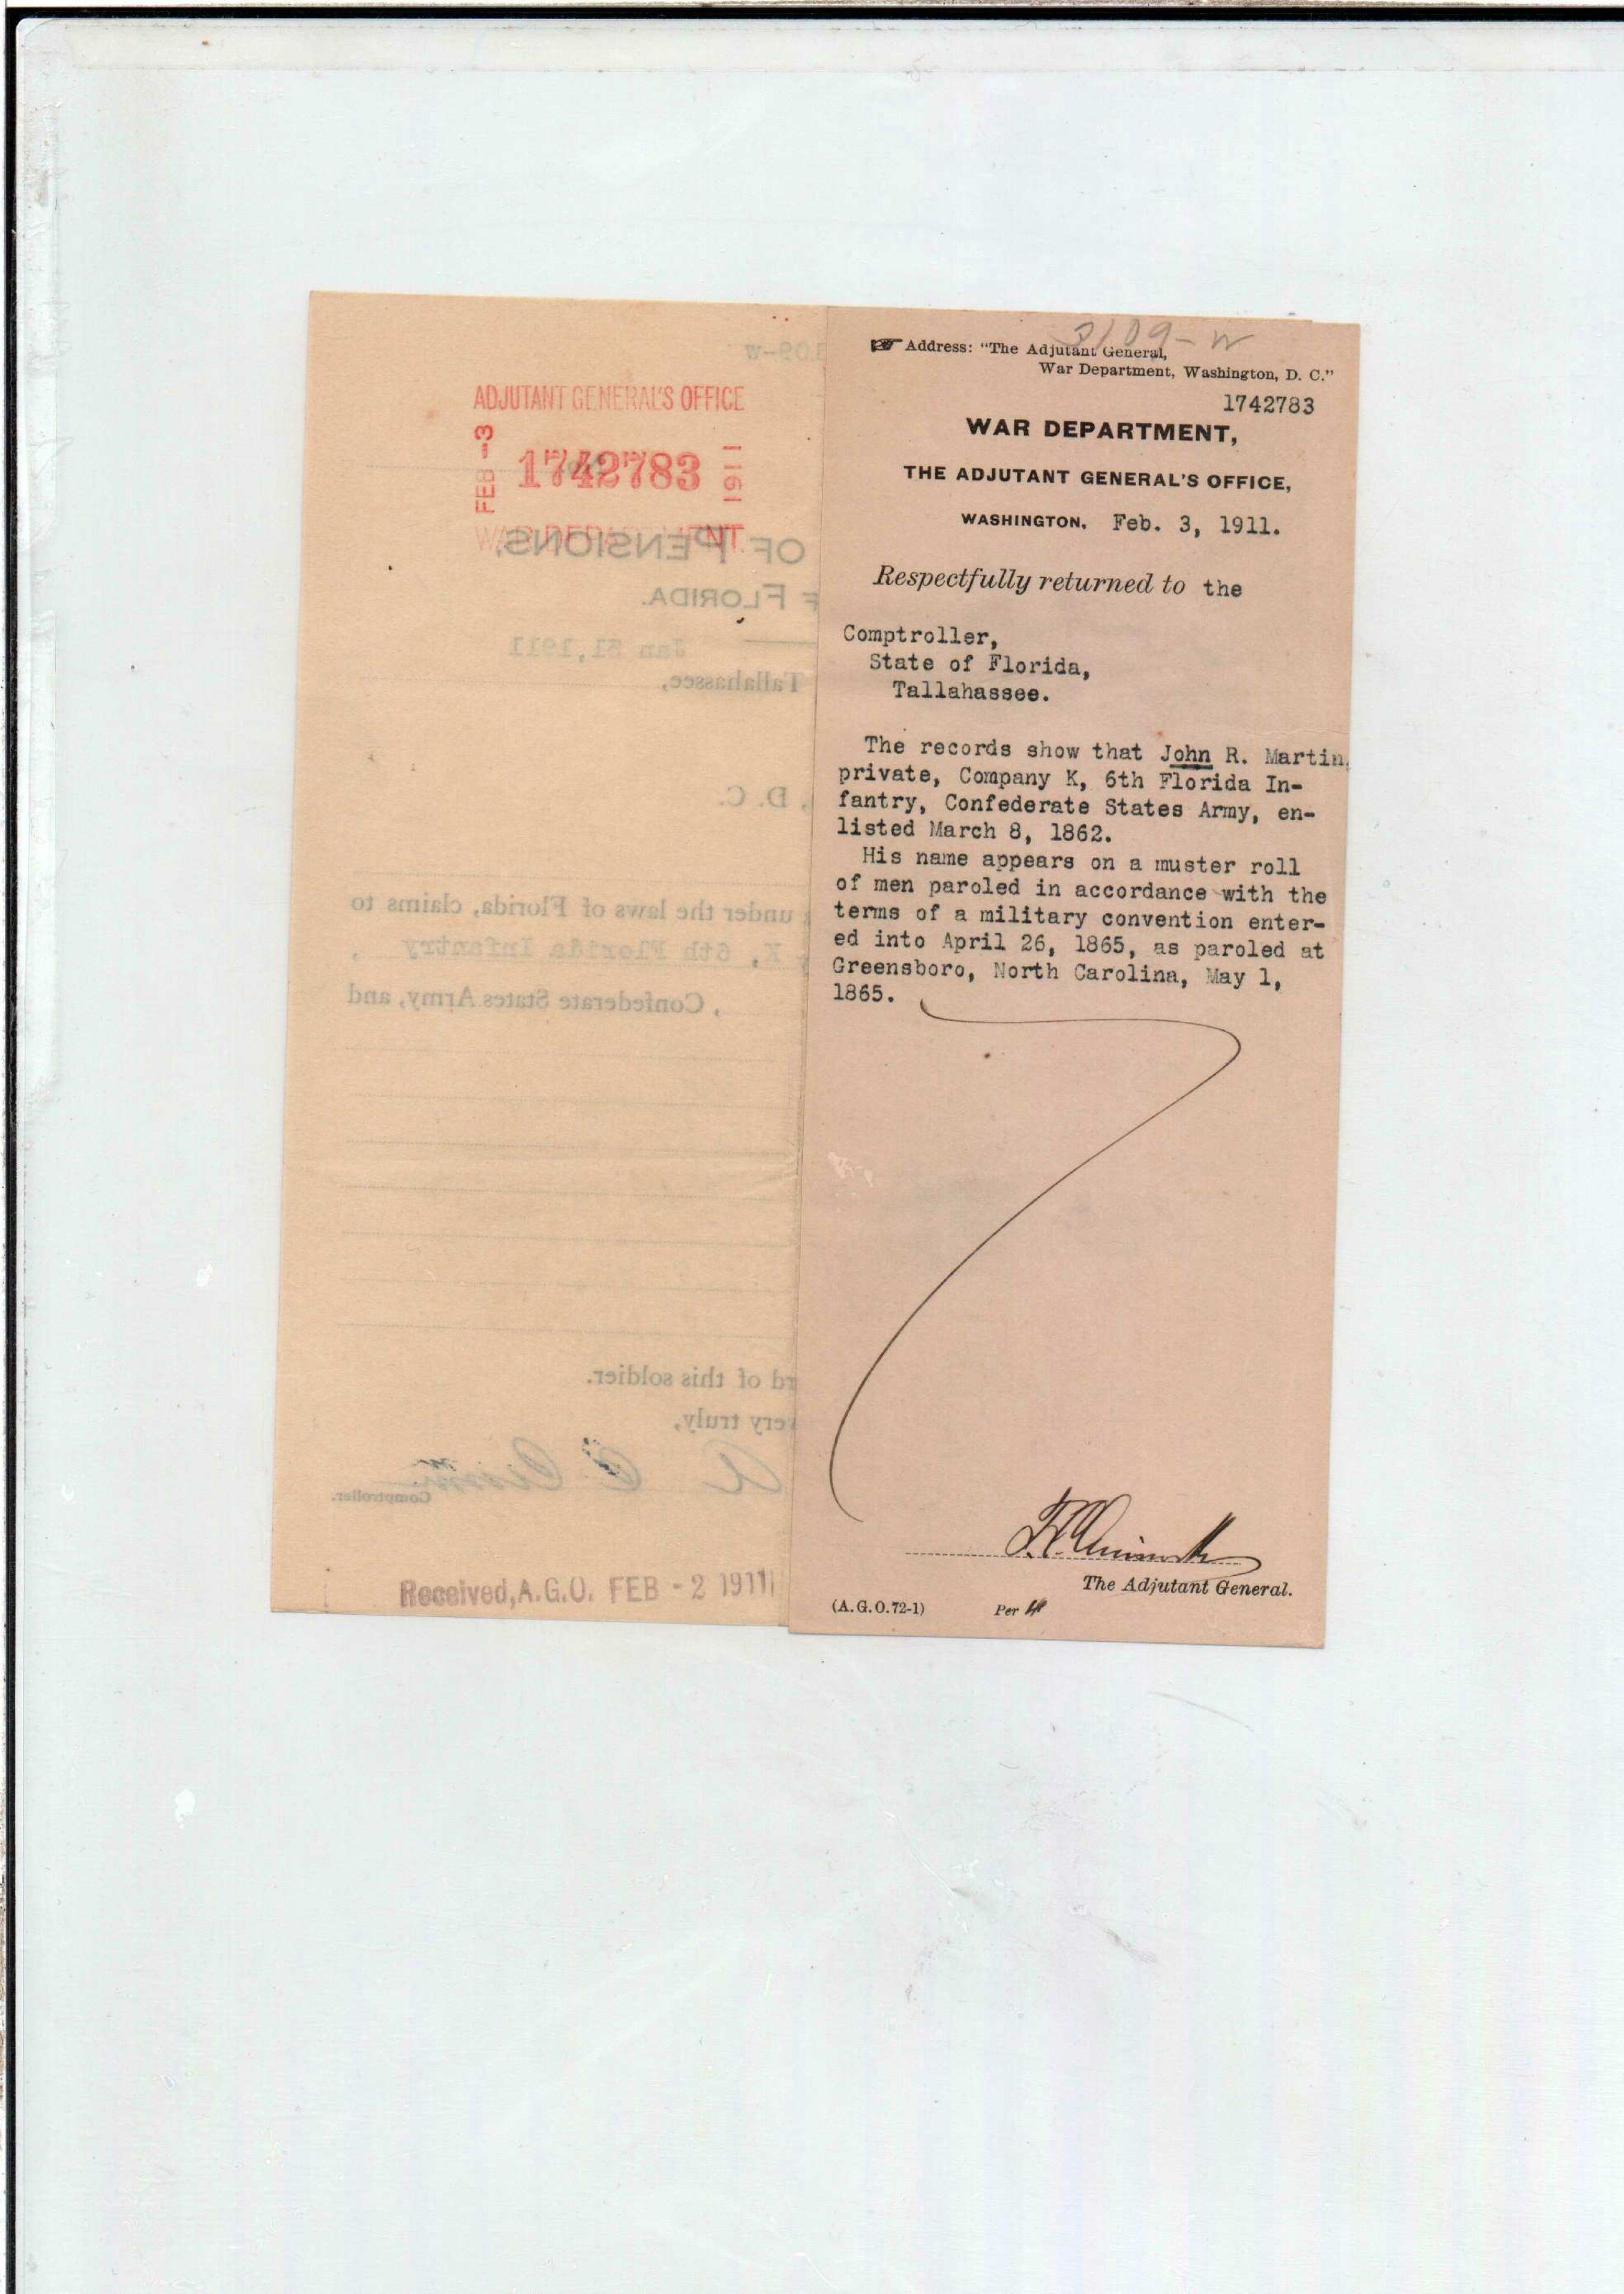 ADJUTANT GENERAL'S OFFICE
FEB -3 1742783 1911
WAR DEPARTMENT.
OF PENSIONS,
F FLORIDA.
Jan 31, 1911
Tallahassee,
, D. C.
under the laws of Florida, claims to
K, 6th Florida Infantry ,
, Confederate States Army, and
rd of this soldier.
very truly,
Comptroller.
Received, A.G.O. FEB - 2 1911
3109-W
Address: "The Adjutant General,
War Department, Washington, D. C."
1742783
WAR DEPARTMENT,
THE ADJUTANT GENERAL'S OFFICE,
WASHINGTON, Feb. 3, 1911.
Respectfully returned to the
Comptroller,
State of Florida,
Tallahassee.
The records show that John R. Martin,
private, Company K, 6th Florida In-
fantry, Confederate States Army, en-
listed March 8, 1862.
His name appears on a muster roll
of men paroled in accordance with the
terms of a military convention enter-
ed into April 26, 1865, as paroled at
Greensboro, North Carolina, May 1,
1865.
The Adjutant General.
(A.G.O.72-1) Per